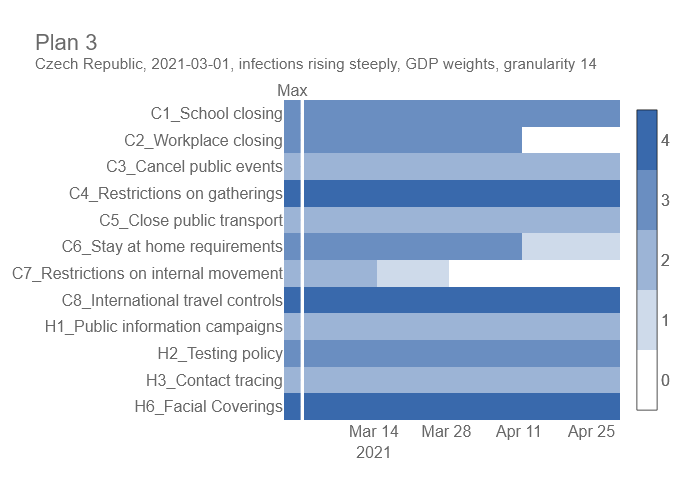 Plan 3
Czech Republic, 2021-03-01, infections rising steeply, GDP weights, granularity 14
Max
C1_School closing
C2_Workplace closing
C3_Cancel public events
C4_Restrictions on gatherings
C5_Close public transport
C6_Stay at home requirements
C7_Restrictions on internal movement
C8_International travel controls
H1_Public information campaigns
H2_Testing policy
H3_Contact tracing
H6_Facial Coverings
4
3
2
1
0
Mar 14 Mar 28 Apr 11 Apr 25
2021